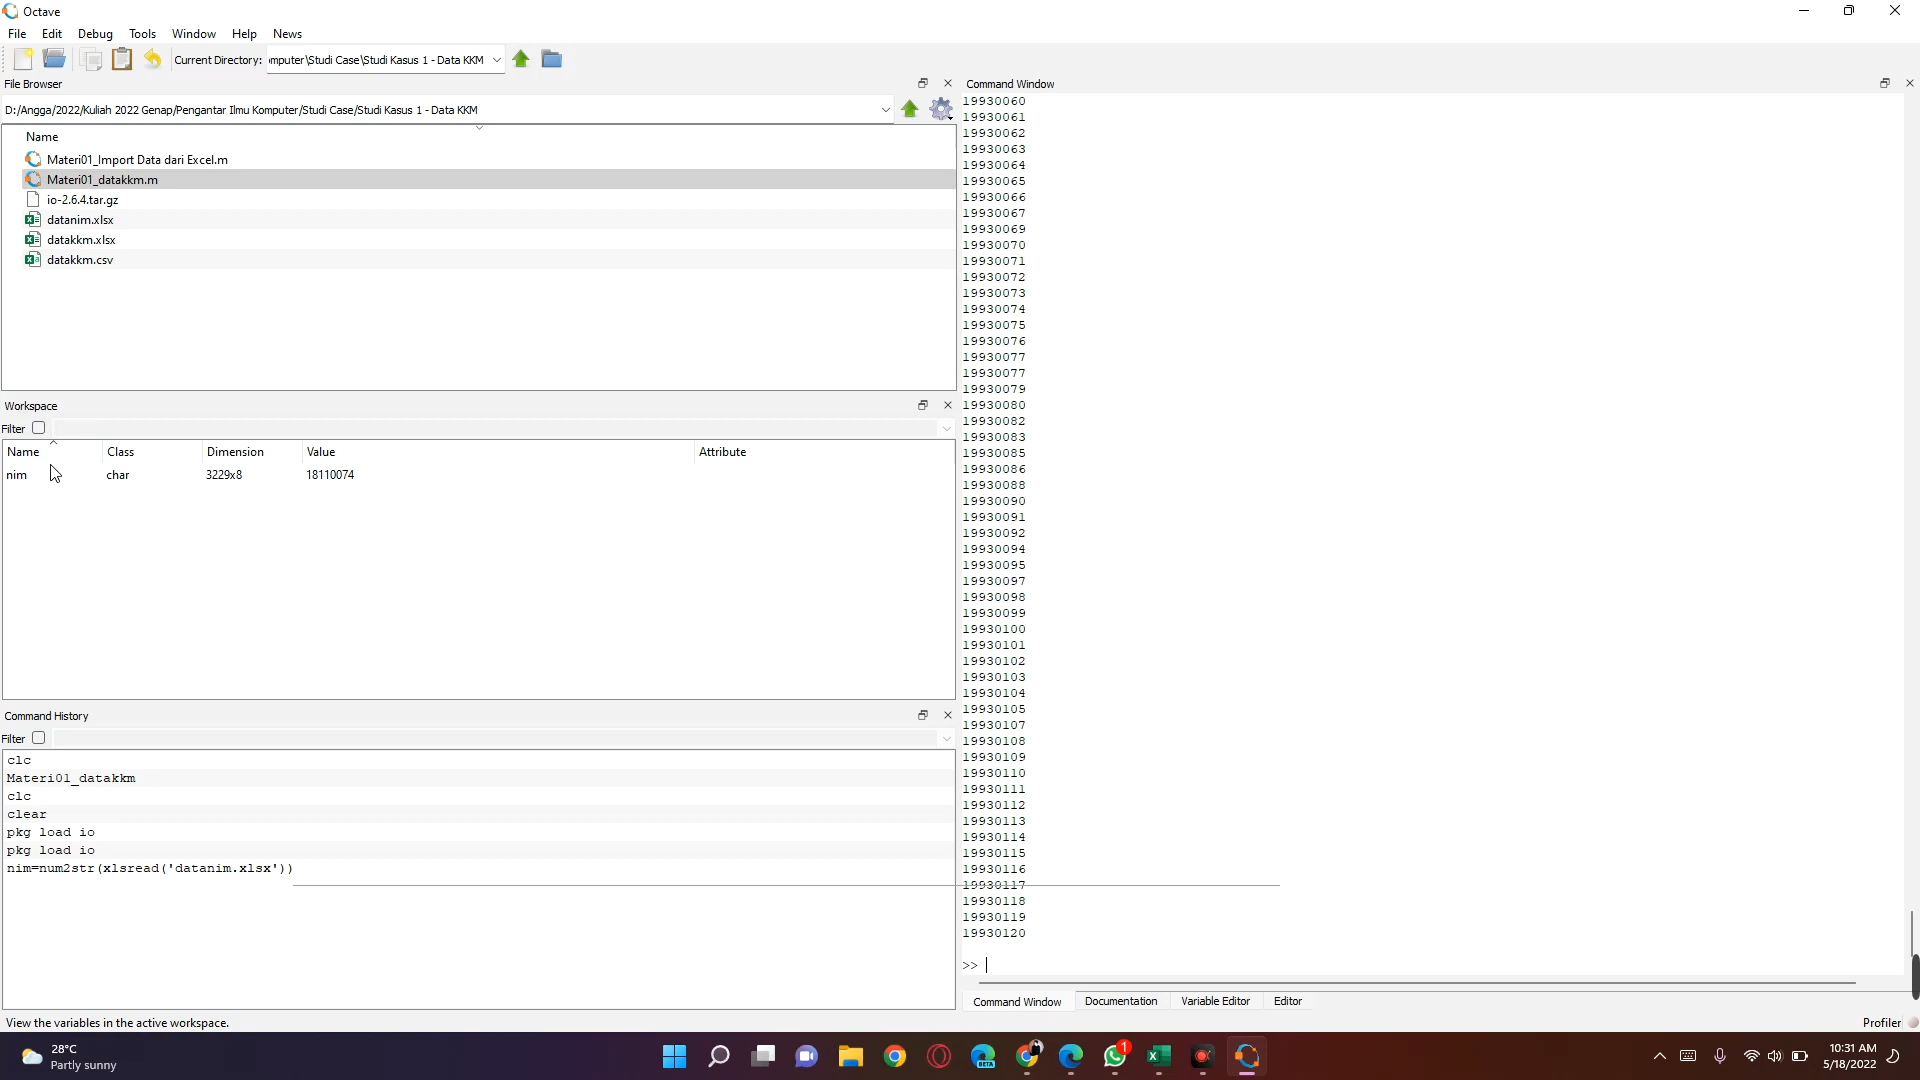 Octave
File Edit Debug Tools Window Help News
Current Directory: mputer\Studi Case\Studi Kasus 1 - Data KKM
File Browser
D:/Angga/2022/Kuliah 2022 Genap/Pengantar Ilmu Komputer/Studi Case/Studi Kasus 1 - Data KKM
Name
Materi01_Import Data dari Excel.m
Materi01_datakkm.m
io-2.6.4.tar.gz
datanim.xlsx
datakkm.xlsx
datakkm.csv
Workspace
Filter
Name Class Dimension Value Attribute
nim char 3229x8 18110074
Command History
Filter
clc
Materi01_datakkm
clc
clear
pkg load io
pkg load io
nim=num2str(xlsread('datanim.xlsx'))
Command Window
19930060
19930061
19930062
19930063
19930064
19930065
19930066
19930067
19930069
19930070
19930071
19930072
19930073
19930074
19930075
19930076
19930077
19930077
19930079
19930080
19930082
19930083
19930085
19930086
19930088
19930090
19930091
19930092
19930094
19930095
19930097
19930098
19930099
19930100
19930101
19930102
19930103
19930104
19930105
19930107
19930108
19930109
19930110
19930111
19930112
19930113
19930114
19930115
19930116
19930117
19930118
19930119
19930120
>>
Command Window Documentation Variable Editor Editor
View the variables in the active workspace.
Profiler
28°C
Partly sunny
BETA
1
10:31 AM
5/18/2022